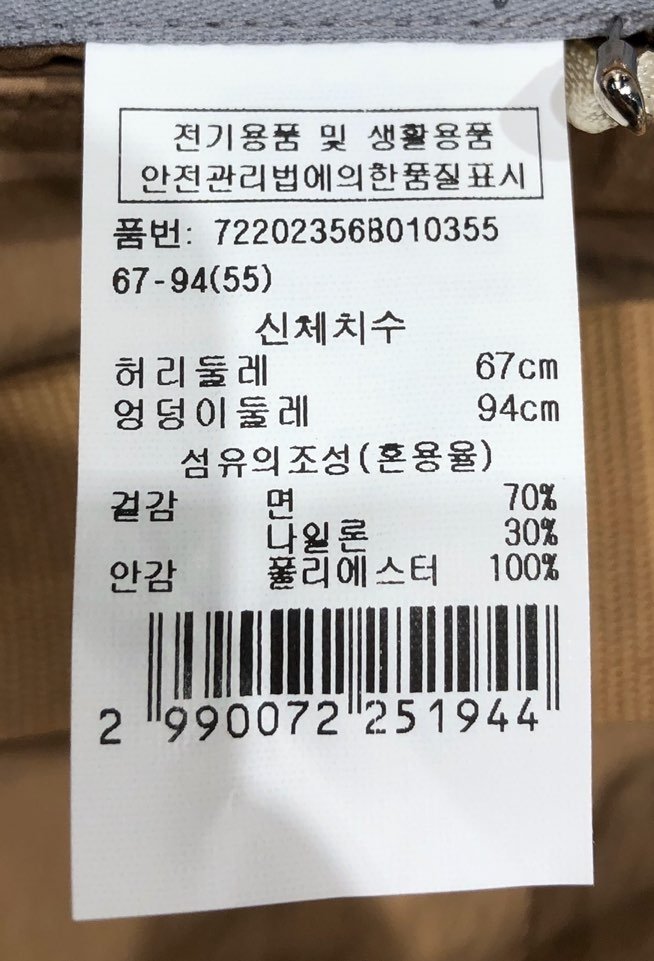 전기용품 및 생활용품
안전관리법에의한품질표시
품번: 722023568010355
67-94(55)
신체치수
허리둘레 67cm
엉덩이둘레 94cm
섬유의조성(혼용율)
겉감 면 70%
나일론 30%
안감 폴리에스터 100%
2 990072 251944